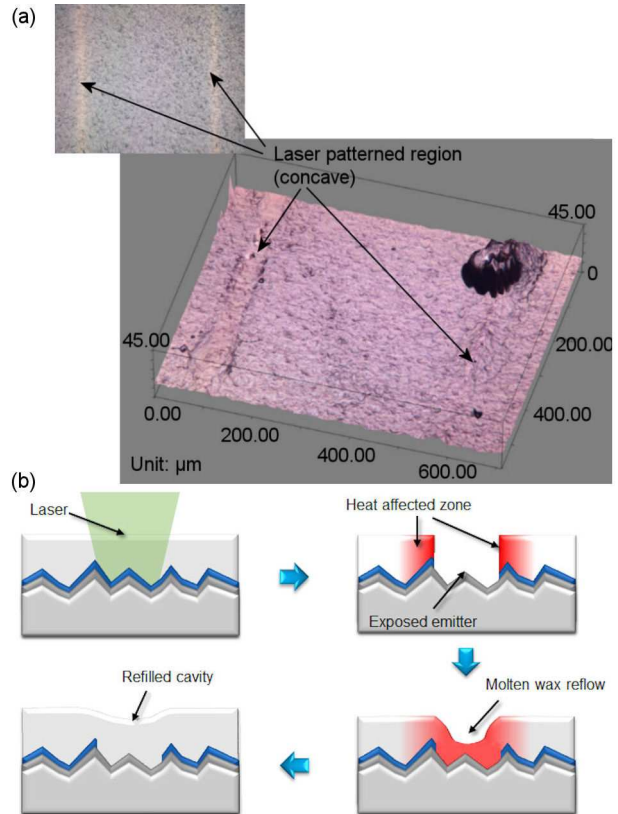 (a)
Laser patterned region
(concave)
45.00
0
200.00
45.00
400.00
0.00
200.00
400.00
600.00
Unit: µm
(b)
Laser
Heat affected zone
Exposed emitter
Refilled cavity
Molten wax reflow